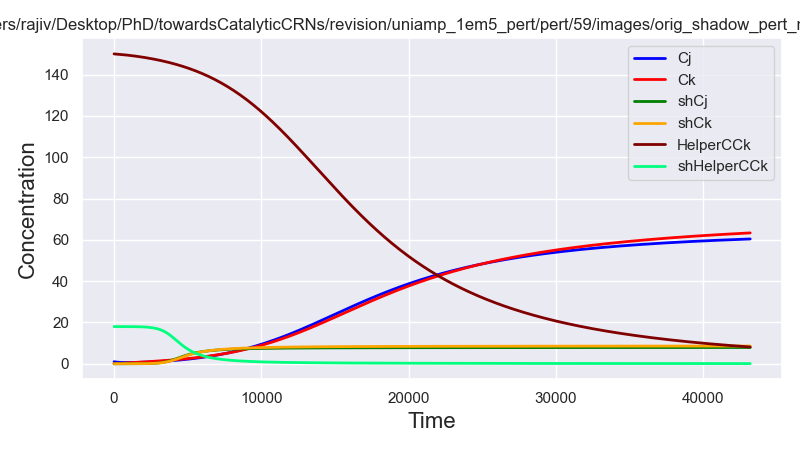 ers/rajiv/Desktop/PhD/towardsCatalyticCRNs/revision/uniamp_1em5_pert/pert/59/images/orig_shadow_pert_
Concentration
140
120
100
80
60
40
20
0
Cj
Ck
shCj
shCk
HelperCCk
shHelperCCk
0
10000
20000
30000
40000
Time